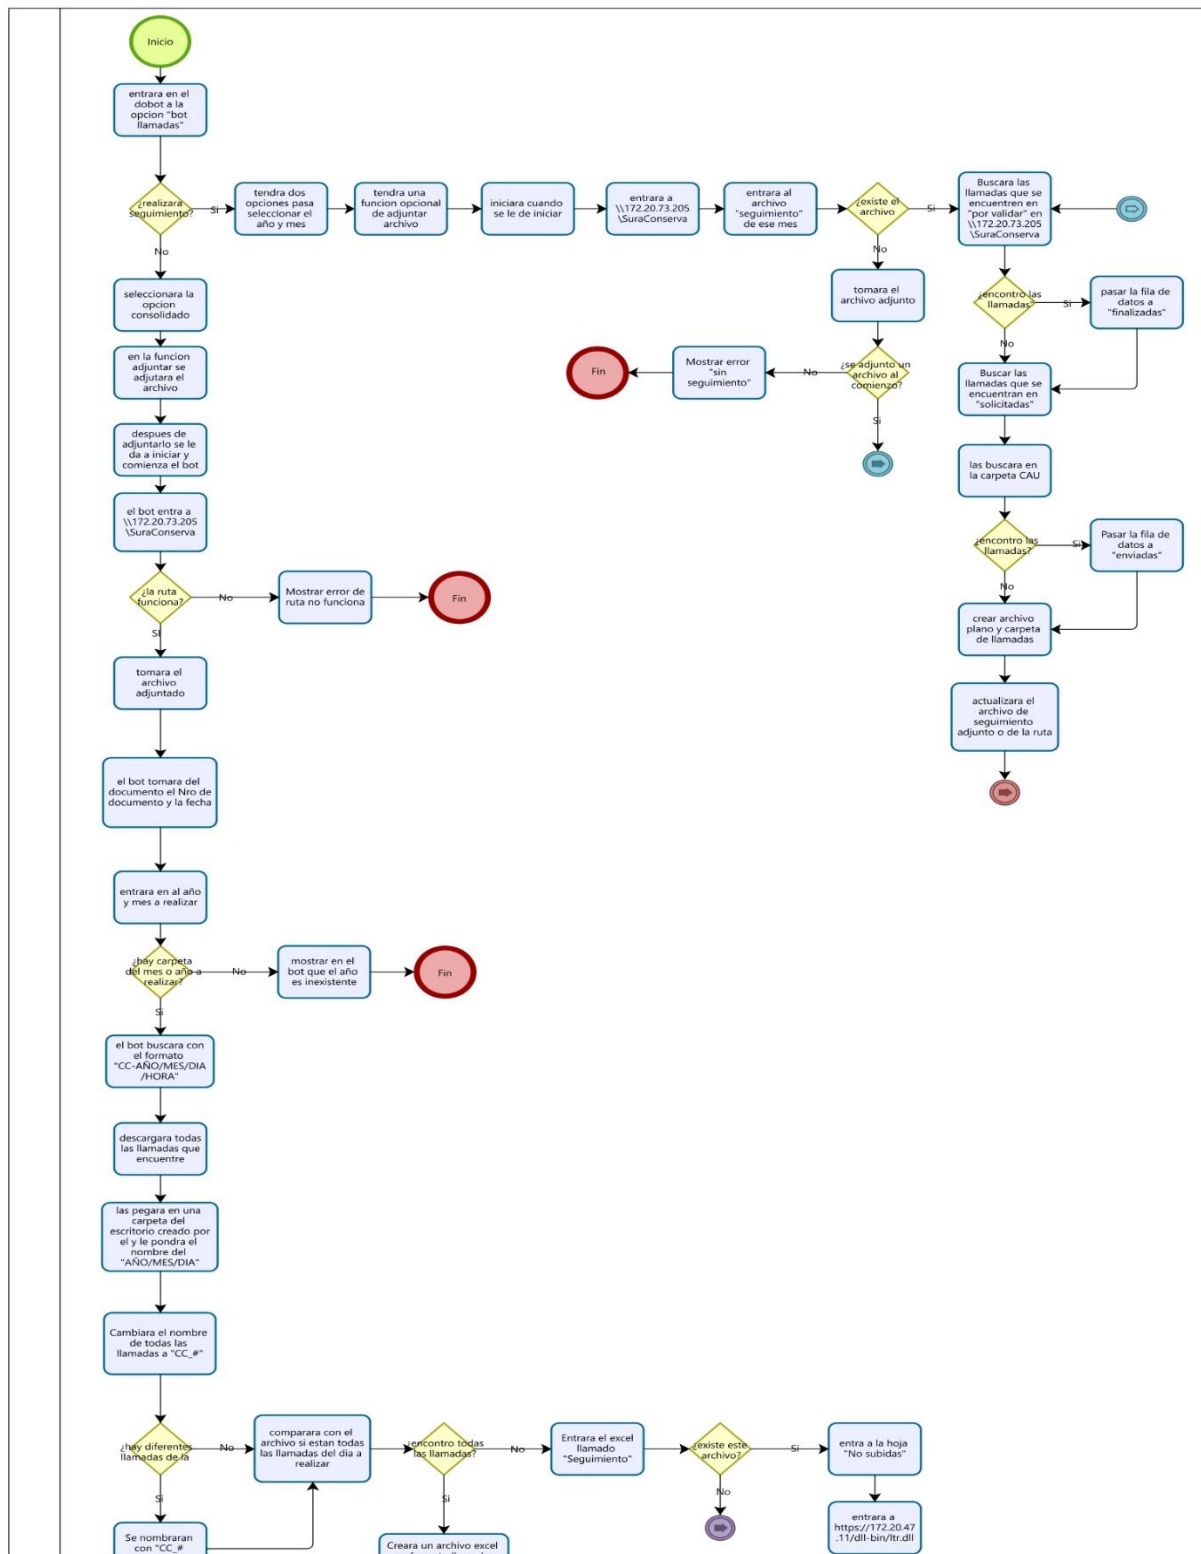 Inicio
entrara en el
dobot a la
opcion "bot
llamadas"
¿realizara
seguimiento?
Si
tendra dos
opciones pasa
seleccionar el
año y mes
tendra una
funcion opcional
de adjuntar
archivo
iniciara cuando
se le de iniciar
entrara a
\\172.20.73.205
\SuraConserva
entrara al
archivo
"seguimiento"
de ese mes
¿existe el
archivo
Si
Buscara las
llamadas que se
encuentren en
"por validar" en
\\172.20.73.205
\SuraConserva
No
seleccionara la
opcion
consolidado
No
tomara el
archivo adjunto
¿encontro las
llamadas"
Si
pasar la fila de
datos a
"finalizadas"
No
en la funcion
adjuntar se
adjutara el
archivo
Fin
Mostrar error
"sin
seguimiento"
No
¿se adjunto un
archivo al
comienzo?
Si
Buscar las
llamadas que se
encuentran en
"solicitadas"
despues de
adjuntarlo se le
da a iniciar y
comienza el bot
las buscara en
la carpeta CAU
el bot entra a
\\172.20.73.205
\SuraConserva
¿encontro las
llamadas?
Si
Pasar la fila de
datos a
"enviadas"
No
¿la ruta
funciona?
No
Mostrar error de
ruta no funciona
Fin
SI
crear archivo
plano y carpeta
de llamadas
tomara el
archivo
adjuntado
actualizara el
archivo de
seguimiento
adjunto o de la ruta
el bot tomara del
documento el Nro de
documento y la fecha
entrara en al año
y mes a realizar
¿hay carpeta
del mes o año a
realizar?
No
mostrar en el
bot que el año
es inexistente
Fin
Si
el bot buscara con
el formato
"CC-AÑO/MES/DIA
/HORA"
descargara todas
las llamadas que
encuentre
las pegara en una
carpeta del
escritorio creado por
el y le pondra el
nombre del
"AÑO/MES/DIA"
Cambiara el nombre
de todas las
llamadas a "CC_#"
¿hay diferentes
llamadas de la
No
comparara con el
archivo si estan todas
las llamadas del dia a
realizar
¿encontro todas
las llamadas?
No
Entrara el excel
llamado
"Seguimiento"
¿existe este
archivo?
Si
entra a la hoja
"No subidas"
Si
Si
No
entrara a
https://172.20.47
.11/dll-bin/ltr.dll
Se nombraran
con "CC_#
Creara un archivo excel